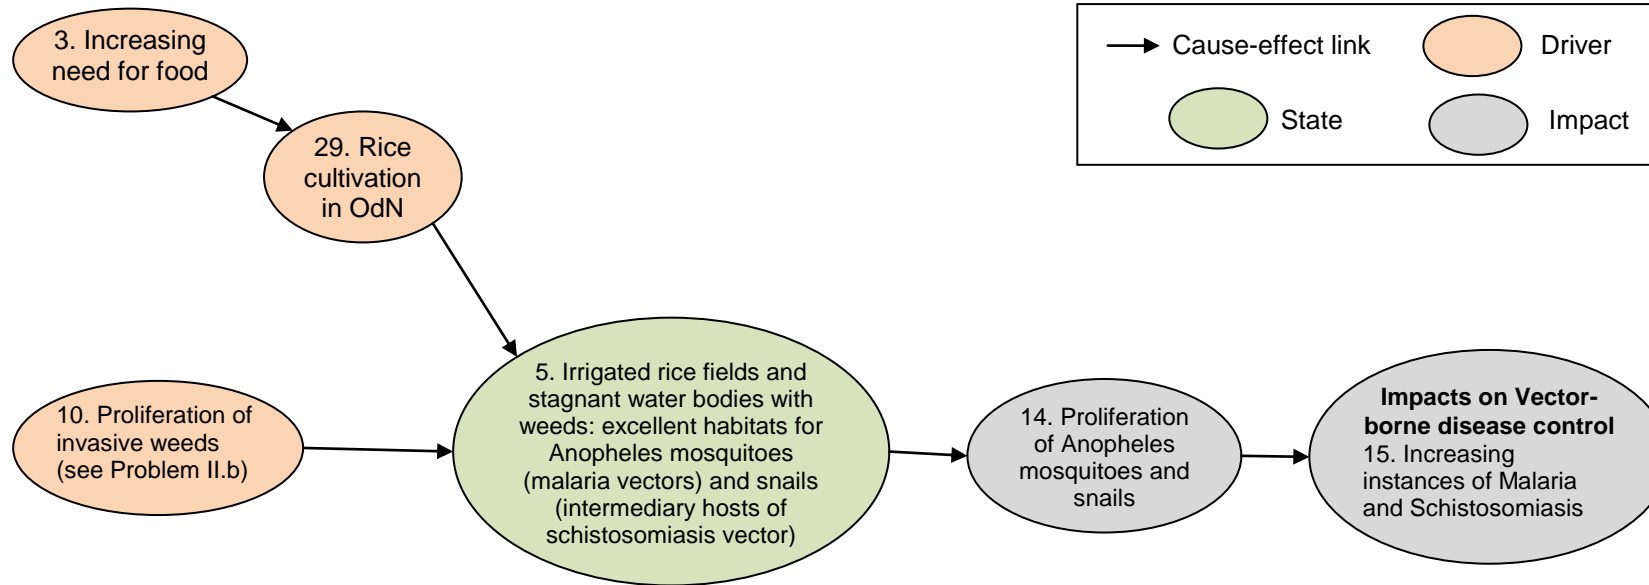 3. Increasing
need for food
Cause-effect link
Driver
State
Impact
29. Rice
cultivation
in OdN
10. Proliferation of
invasive weeds
(see Problem II.b)
5. Irrigated rice fields and
stagnant water bodies with
weeds: excellent habitats for
Anopheles mosquitoes
(malaria vectors) and snails
(intermediary hosts of
schistosomiasis vector)
14. Proliferation
of Anopheles
mosquitoes and
snails
Impacts on Vector-
borne disease control
15. Increasing
instances of Malaria
and Schistosomiasis